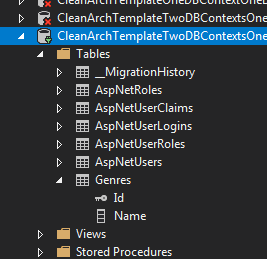 CleanArchTemplateOneDBContextOneD
CleanArchTemplateTwoDBContextsOne
CleanArchTemplateTwoDBContextsOne
Tables
__MigrationHistory
AspNetRoles
AspNetUserClaims
AspNetUserLogins
AspNetUserRoles
AspNetUsers
Genres
Id
Name
Views
Stored Procedures